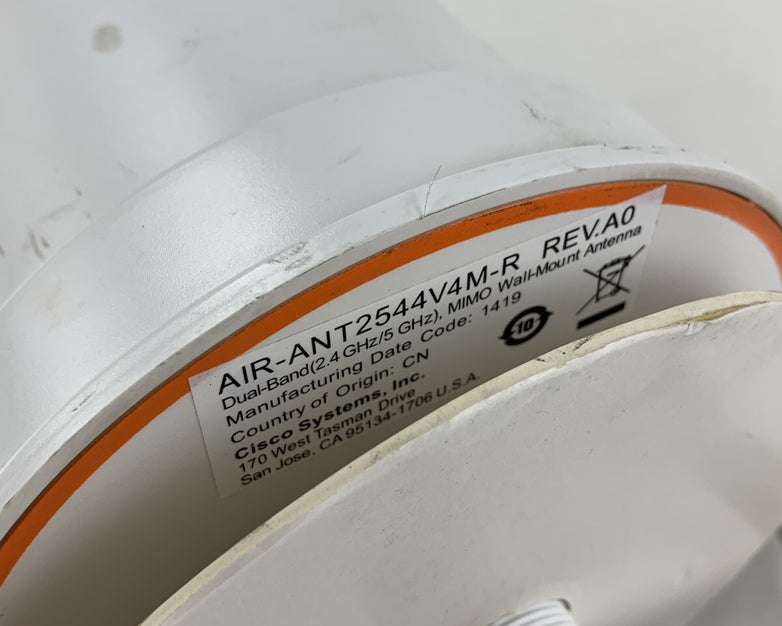 AIR-ANT2544V4M-R REV.A0
Dual-Band(2.4 GHz/5 GHz), MIMO Wall-Mount Antenna
Manufacturing Date Code: 1419
Country of Origin: CN
Cisco Systems, Inc.
170 West Tasman Drive
San Jose, CA 95134-1706 U.S.A.
10